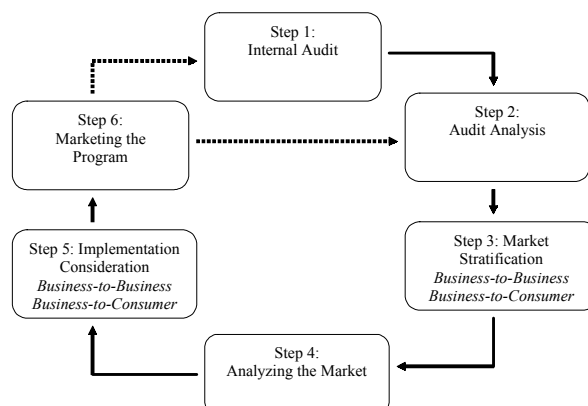 Step 1:
Internal Audit
Step 2:
Audit Analysis
Step 3: Market
Stratification
Business-to-Business
Business-to-Consumer
Step 4:
Analyzing the Market
Step 5: Implementation
Consideration
Business-to-Business
Business-to-Consumer
Step 6:
Marketing the
Program